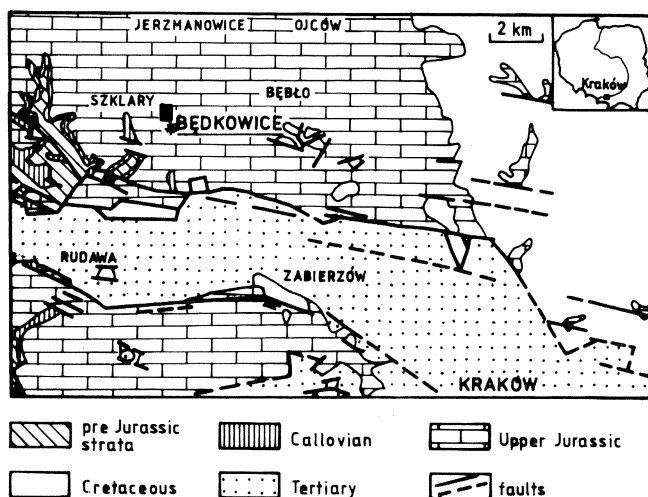 JERZMANOWICE OJCÓW
2 km
Kraków
SZKLARY
BĘBŁO
BĘDKOWICE
RUDAWA
ZABIERZÓW
KRAKÓW
pre Jurassic
strata
Callovian
Upper Jurassic
Cretaceous
Tertiary
faults